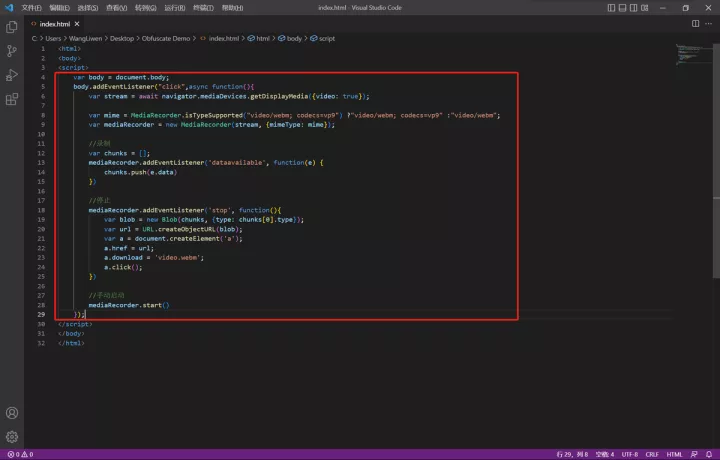 文件(F) 编辑(E) 选择(S) 查看(V) 转到(G) 运行(R) 终端(T) 帮助(H) index.html - Visual Studio Code
index.html
C: > Users > WangLiwen > Desktop > Obfuscate Demo > index.html > html > body > script
1 <html>
2 <body>
3 <script>
4 var body = document.body;
5 body.addEventListener("click",async function(){
6 var stream = await navigator.mediaDevices.getDisplayMedia({video: true});
7
8 var mime = MediaRecorder.isTypeSupported("video/webm; codecs=vp9") ?"video/webm; codecs=vp9" :"video/webm";
9 var mediaRecorder = new MediaRecorder(stream, {mimeType: mime});
10
11 //录制
12 var chunks = [];
13 mediaRecorder.addEventListener('dataavailable', function(e) {
14 chunks.push(e.data)
15 })
16
17 //停止
18 mediaRecorder.addEventListener('stop', function(){
19 var blob = new Blob(chunks, {type: chunks[0].type});
20 var url = URL.createObjectURL(blob);
21 var a = document.createElement('a');
22 a.href = url;
23 a.download = 'video.webm';
24 a.click();
25 })
26
27 //手动启动
28 mediaRecorder.start()
29 });
30 </script>
31 </body>
32 </html>
0 0 行 29，列 8 空格: 4 UTF-8 CRLF HTML